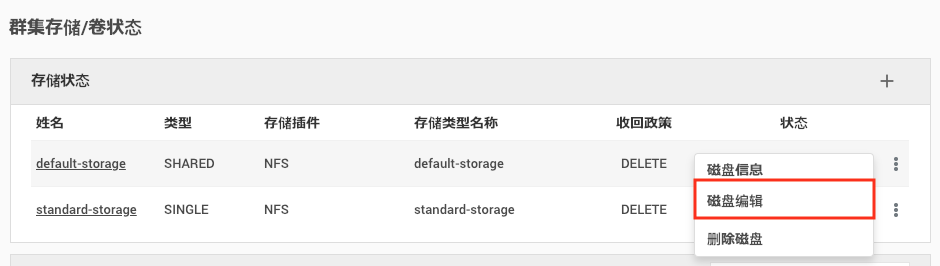 群集存储/卷状态
存储状态 +
姓名 类型 存储插件 存储类型名称 收回政策 状态
default-storage SHARED NFS default-storage DELETE
磁盘信息
磁盘编辑
standard-storage SINGLE NFS standard-storage DELETE
删除磁盘